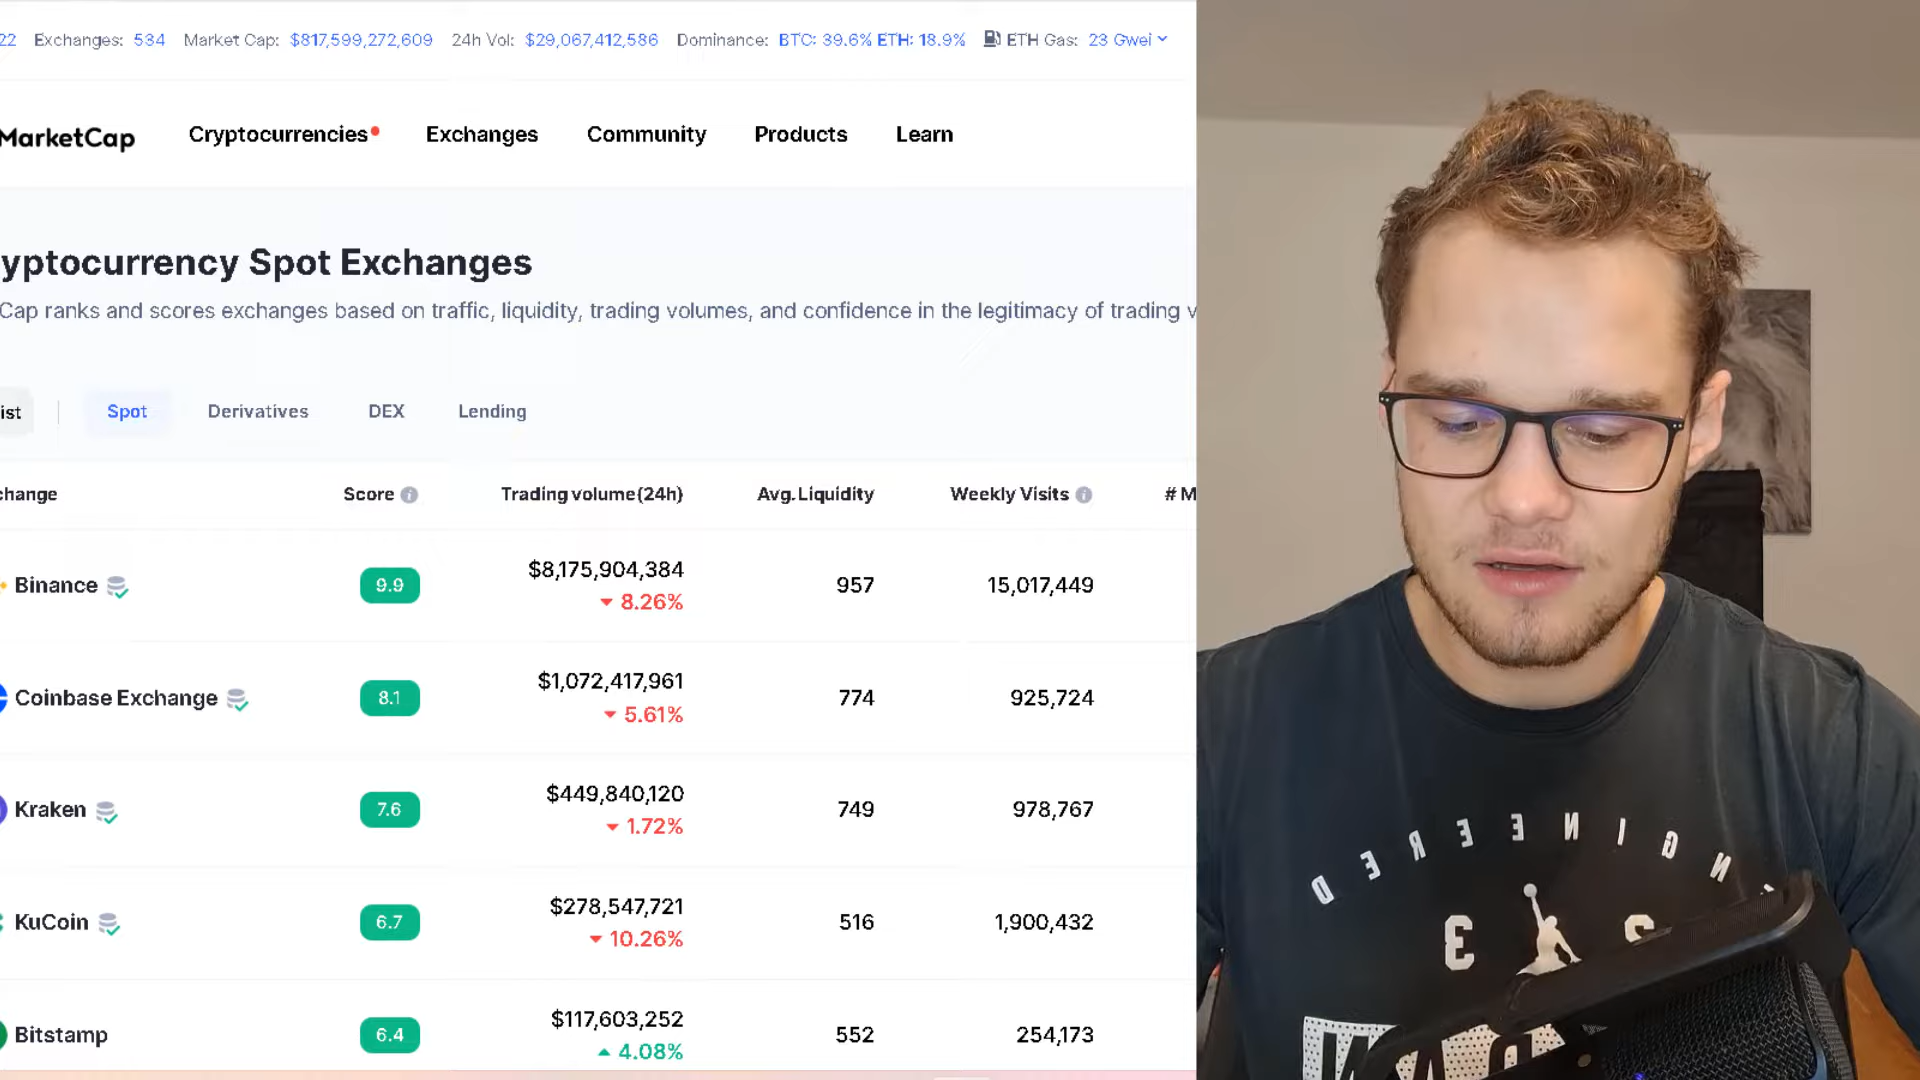 22 Exchanges: 534 Market Cap: $817,599,272,609 24h Vol: $29,067,412,586 Dominance: BTC: 39.6% ETH: 18.9% ETH Gas: 23 Gwei
MarketCap Cryptocurrencies Exchanges Community Products Learn
yptocurrency Spot Exchanges
Cap ranks and scores exchanges based on traffic, liquidity, trading volumes, and confidence in the legitimacy of trading v
ist Spot Derivatives DEX Lending
change Score Trading volume(24h) Avg. Liquidity Weekly Visits # M
Binance 9.9 $8,175,904,384 957 15,017,449
8.26%
Coinbase Exchange 8.1 $1,072,417,961 774 925,724
5.61%
Kraken 7.6 $449,840,120 749 978,767
1.72%
KuCoin 6.7 $278,547,721 516 1,900,432
10.26%
Bitstamp 6.4 $117,603,252 552 254,173
4.08%
NGINEERED
3